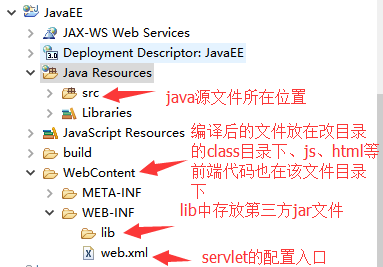 JavaEE
JAX-WS Web Services
Deployment Descriptor: JavaEE
Java Resources
src
java源文件所在位置
Libraries
JavaScript Resources
编译后的文件放在改目录
build
的class目录下、js、html等
WebContent
前端代码也在该文件目录
下
META-INF
WEB-INF
lib中存放第三方jar文件
lib
web.xml
servlet的配置入口